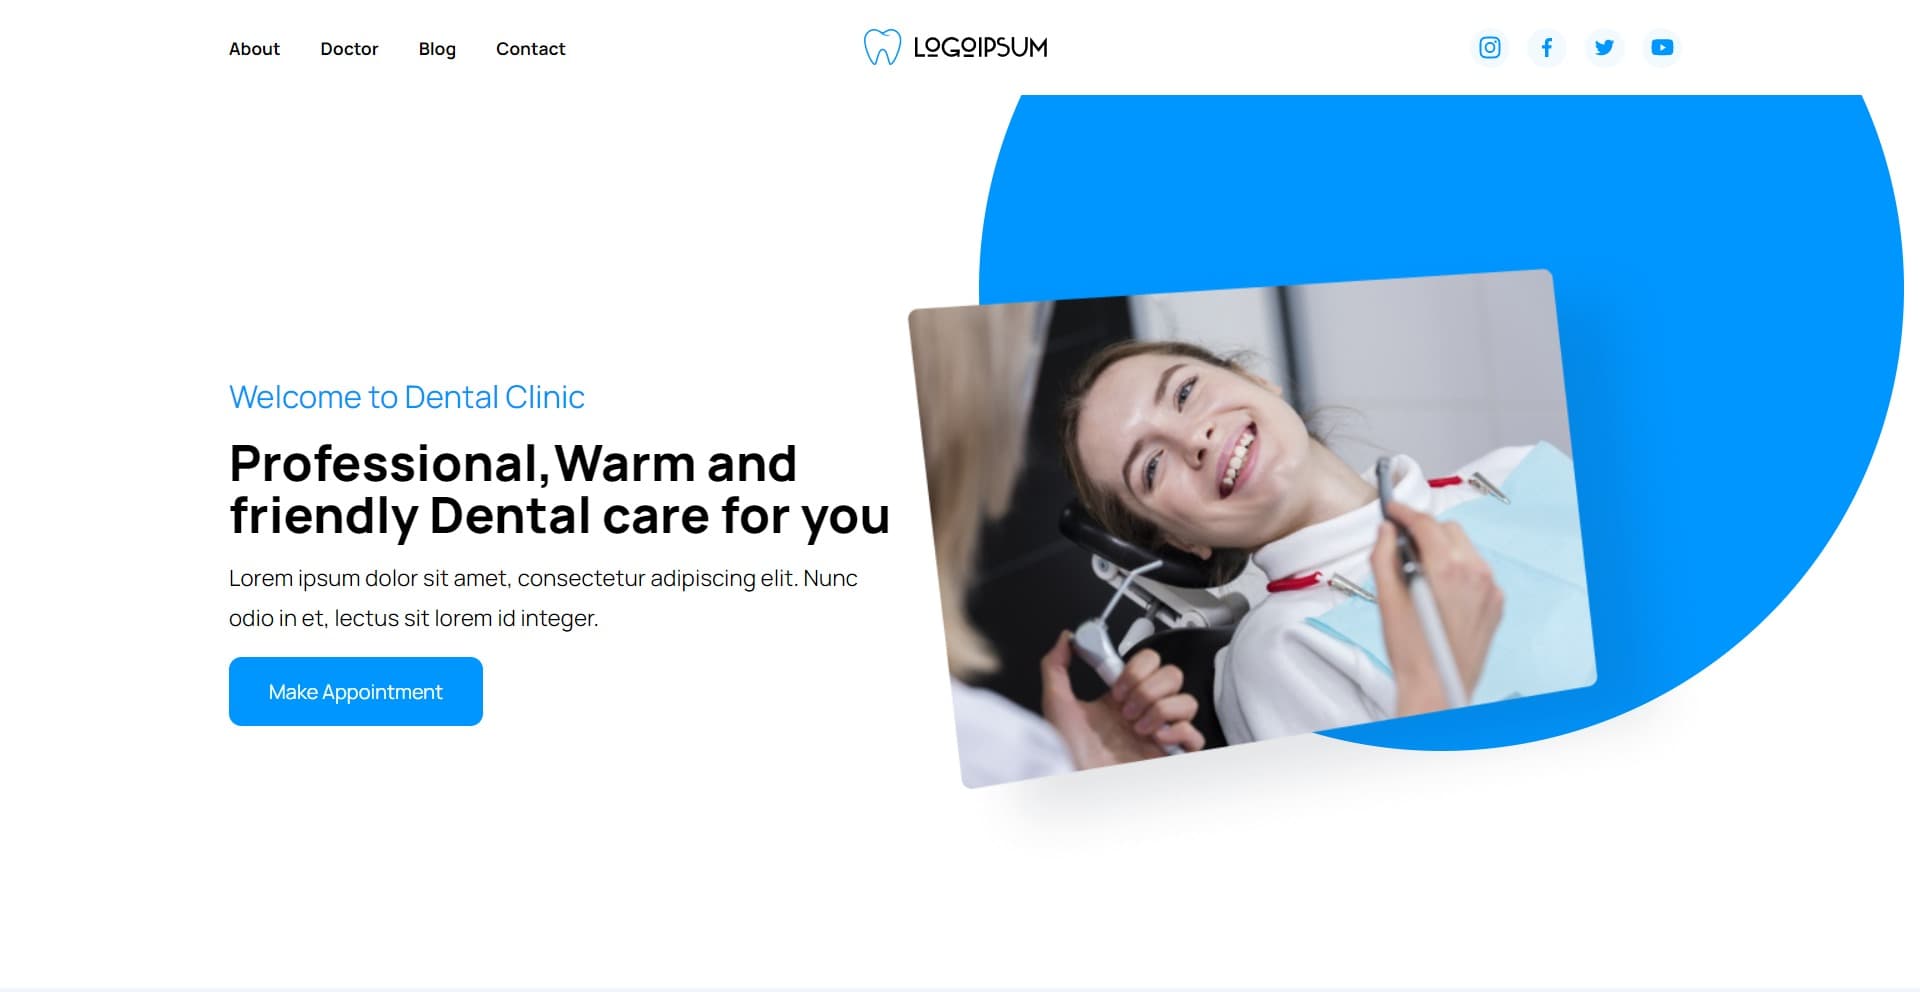 About Doctor Blog Contact
LOGOIPSUM
Welcome to Dental Clinic
Professional,Warm and
friendly Dental care for you
Lorem ipsum dolor sit amet, consectetur adipiscing elit. Nunc
odio in et, lectus sit lorem id integer.
Make Appointment